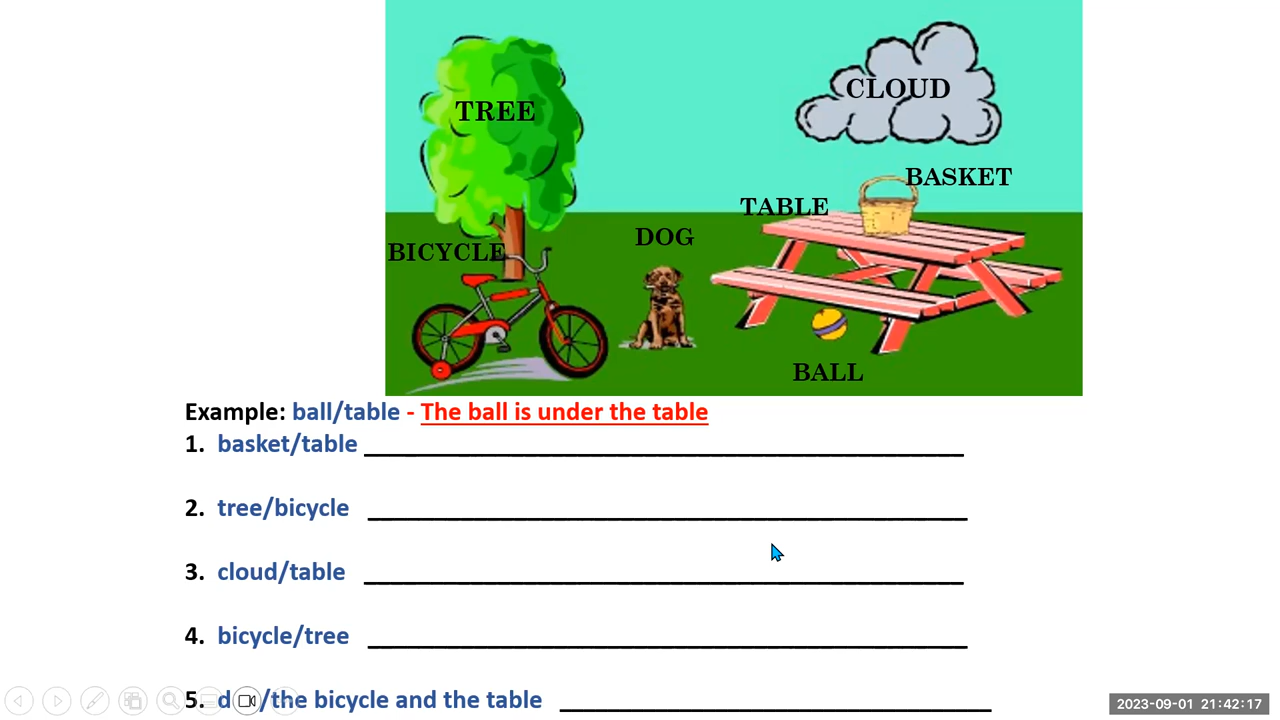 TREE
CLOUD
BASKET
TABLE
DOG
BICYCLE
BALL
Example: ball/table - The ball is under the table
1. basket/table
2. tree/bicycle
3. cloud/table
4. bicycle/tree
5. /the bicycle and the table
2023-09-01 21:42:17